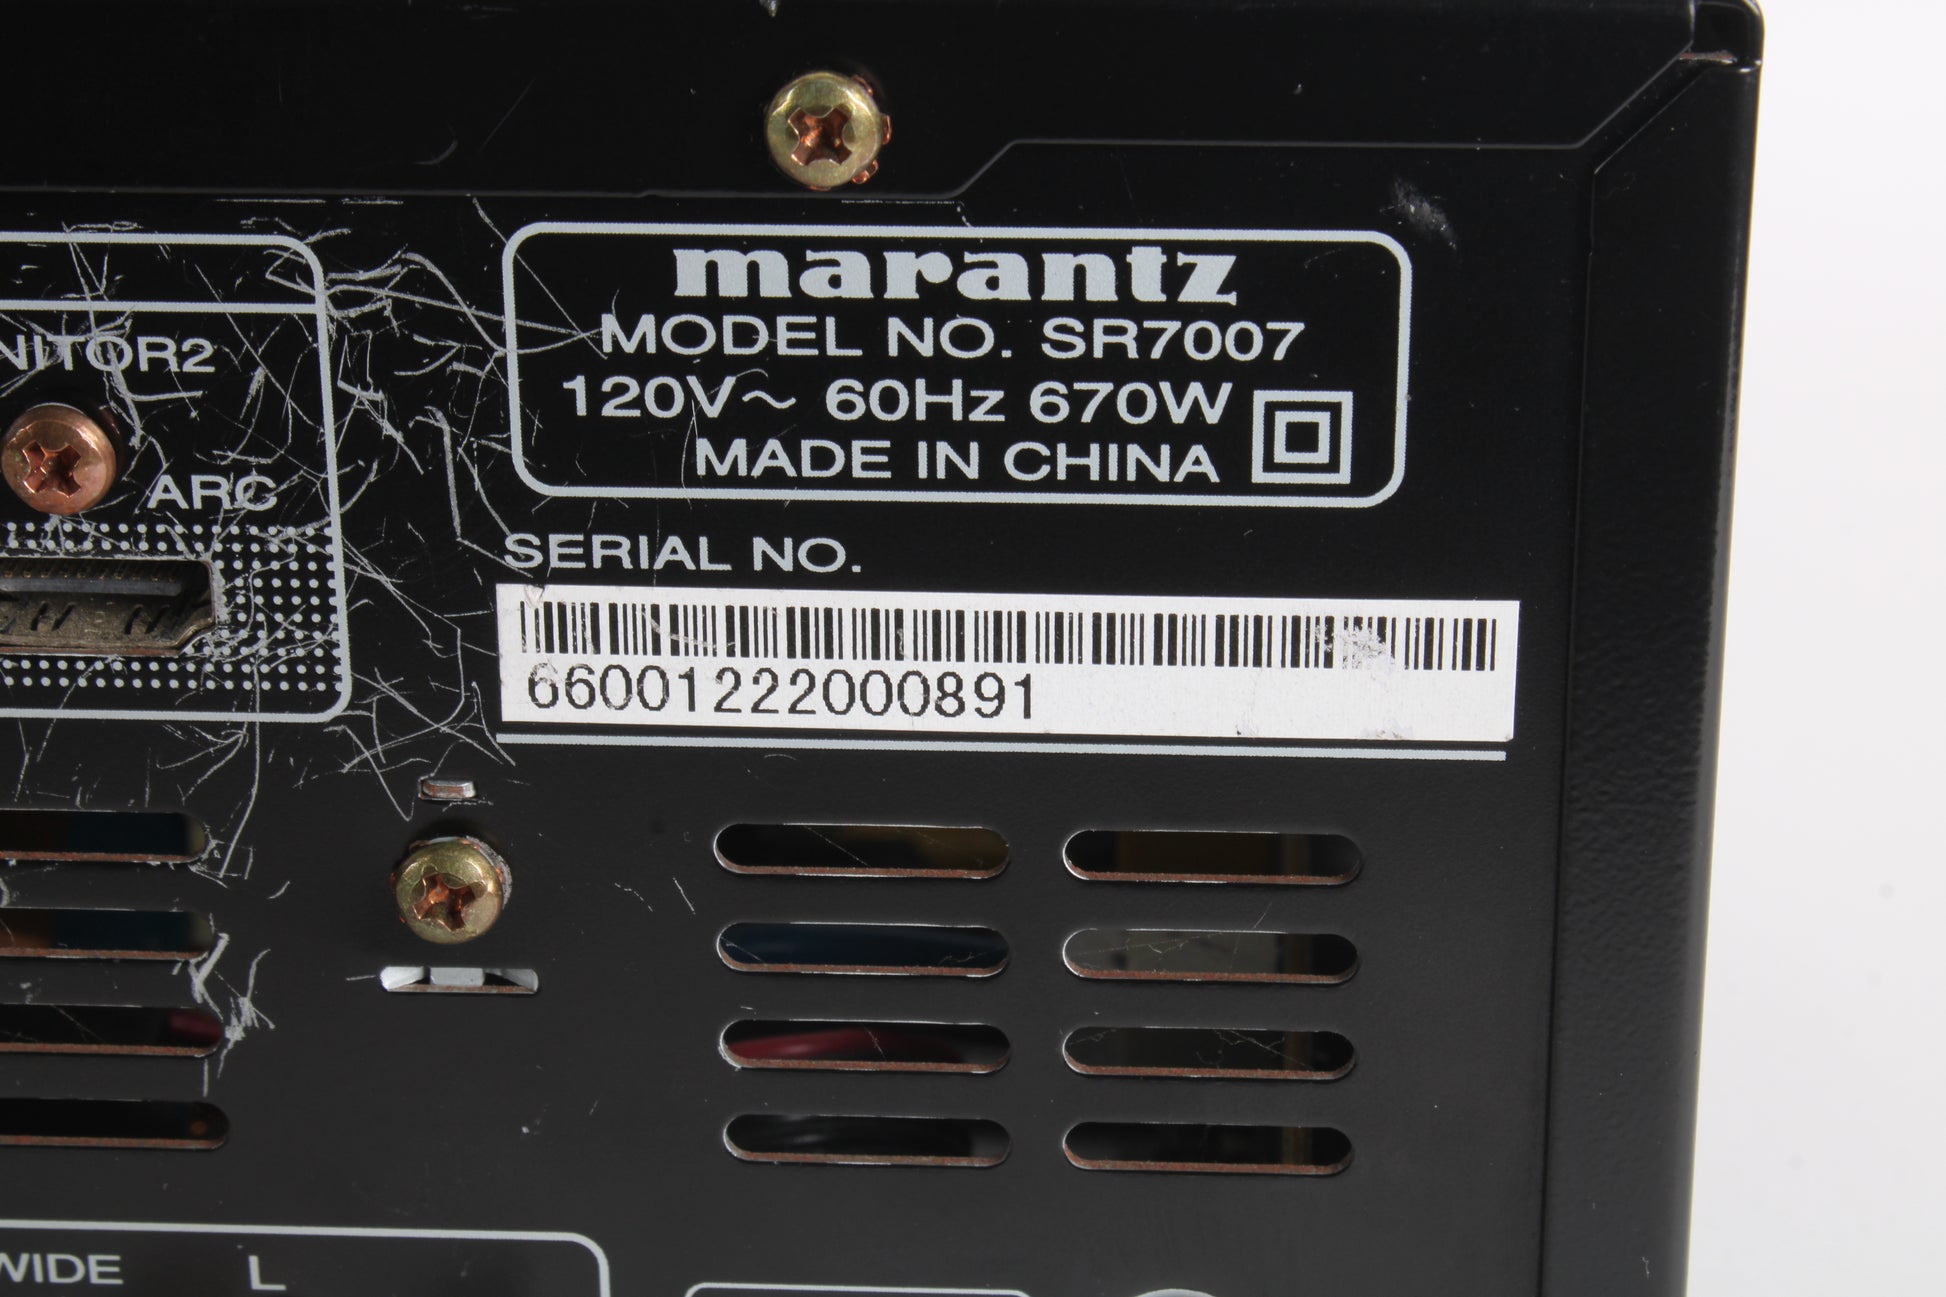 marantz
MODEL NO. SR7007
120V~ 60Hz 670W
MADE IN CHINA
SERIAL NO.
66001222000891
NITOR2
ARC
WIDE
L